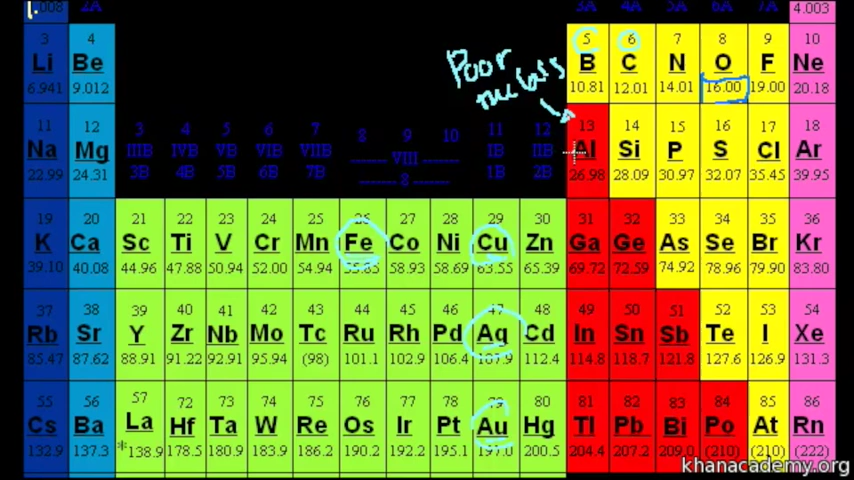 1.008 2A 3A 4A 5A 6A 7A 4.003
3 4 5 6 7 8 9 10
Li Be B C N O F Ne
6.941 9.012 10.81 12.01 14.01 16.00 19.00 20.18
Poor
metals
11 12 3 4 5 6 7 8 9 10 11 12 13 14 15 16 17 18
IIIB IVB VB VIB VIIB ------- VIII ------- IB IIB
Na Mg Al Si P S Cl Ar
3B 4B 5B 6B 7B ------- 8 ------- 1B 2B
22.99 24.31 26.98 28.09 30.97 32.07 35.45 39.95
19 20 21 22 23 24 25 26 27 28 29 30 31 32 33 34 35 36
K Ca Sc Ti V Cr Mn Fe Co Ni Cu Zn Ga Ge As Se Br Kr
39.10 40.08 44.96 47.88 50.94 52.00 54.94 55.85 58.93 58.69 63.55 65.39 69.72 72.59 74.92 78.96 79.90 83.80
37 38 39 40 41 42 43 44 45 46 47 48 49 50 51 52 53 54
Rb Sr Y Zr Nb Mo Tc Ru Rh Pd Ag Cd In Sn Sb Te I Xe
85.47 87.62 88.91 91.22 92.91 95.94 (98) 101.1 102.9 106.4 107.9 112.4 114.8 118.7 121.8 127.6 126.9 131.3
55 56 57 72 73 74 75 76 77 78 79 80 81 82 83 84 85 86
Cs Ba La Hf Ta W Re Os Ir Pt Au Hg Tl Pb Bi Po At Rn
132.9 137.3 *138.9 178.5 180.9 183.9 186.2 190.2 192.2 195.1 197.0 200.5 204.4 207.2 209.0 (210) (210) (222)
khanacademy.org